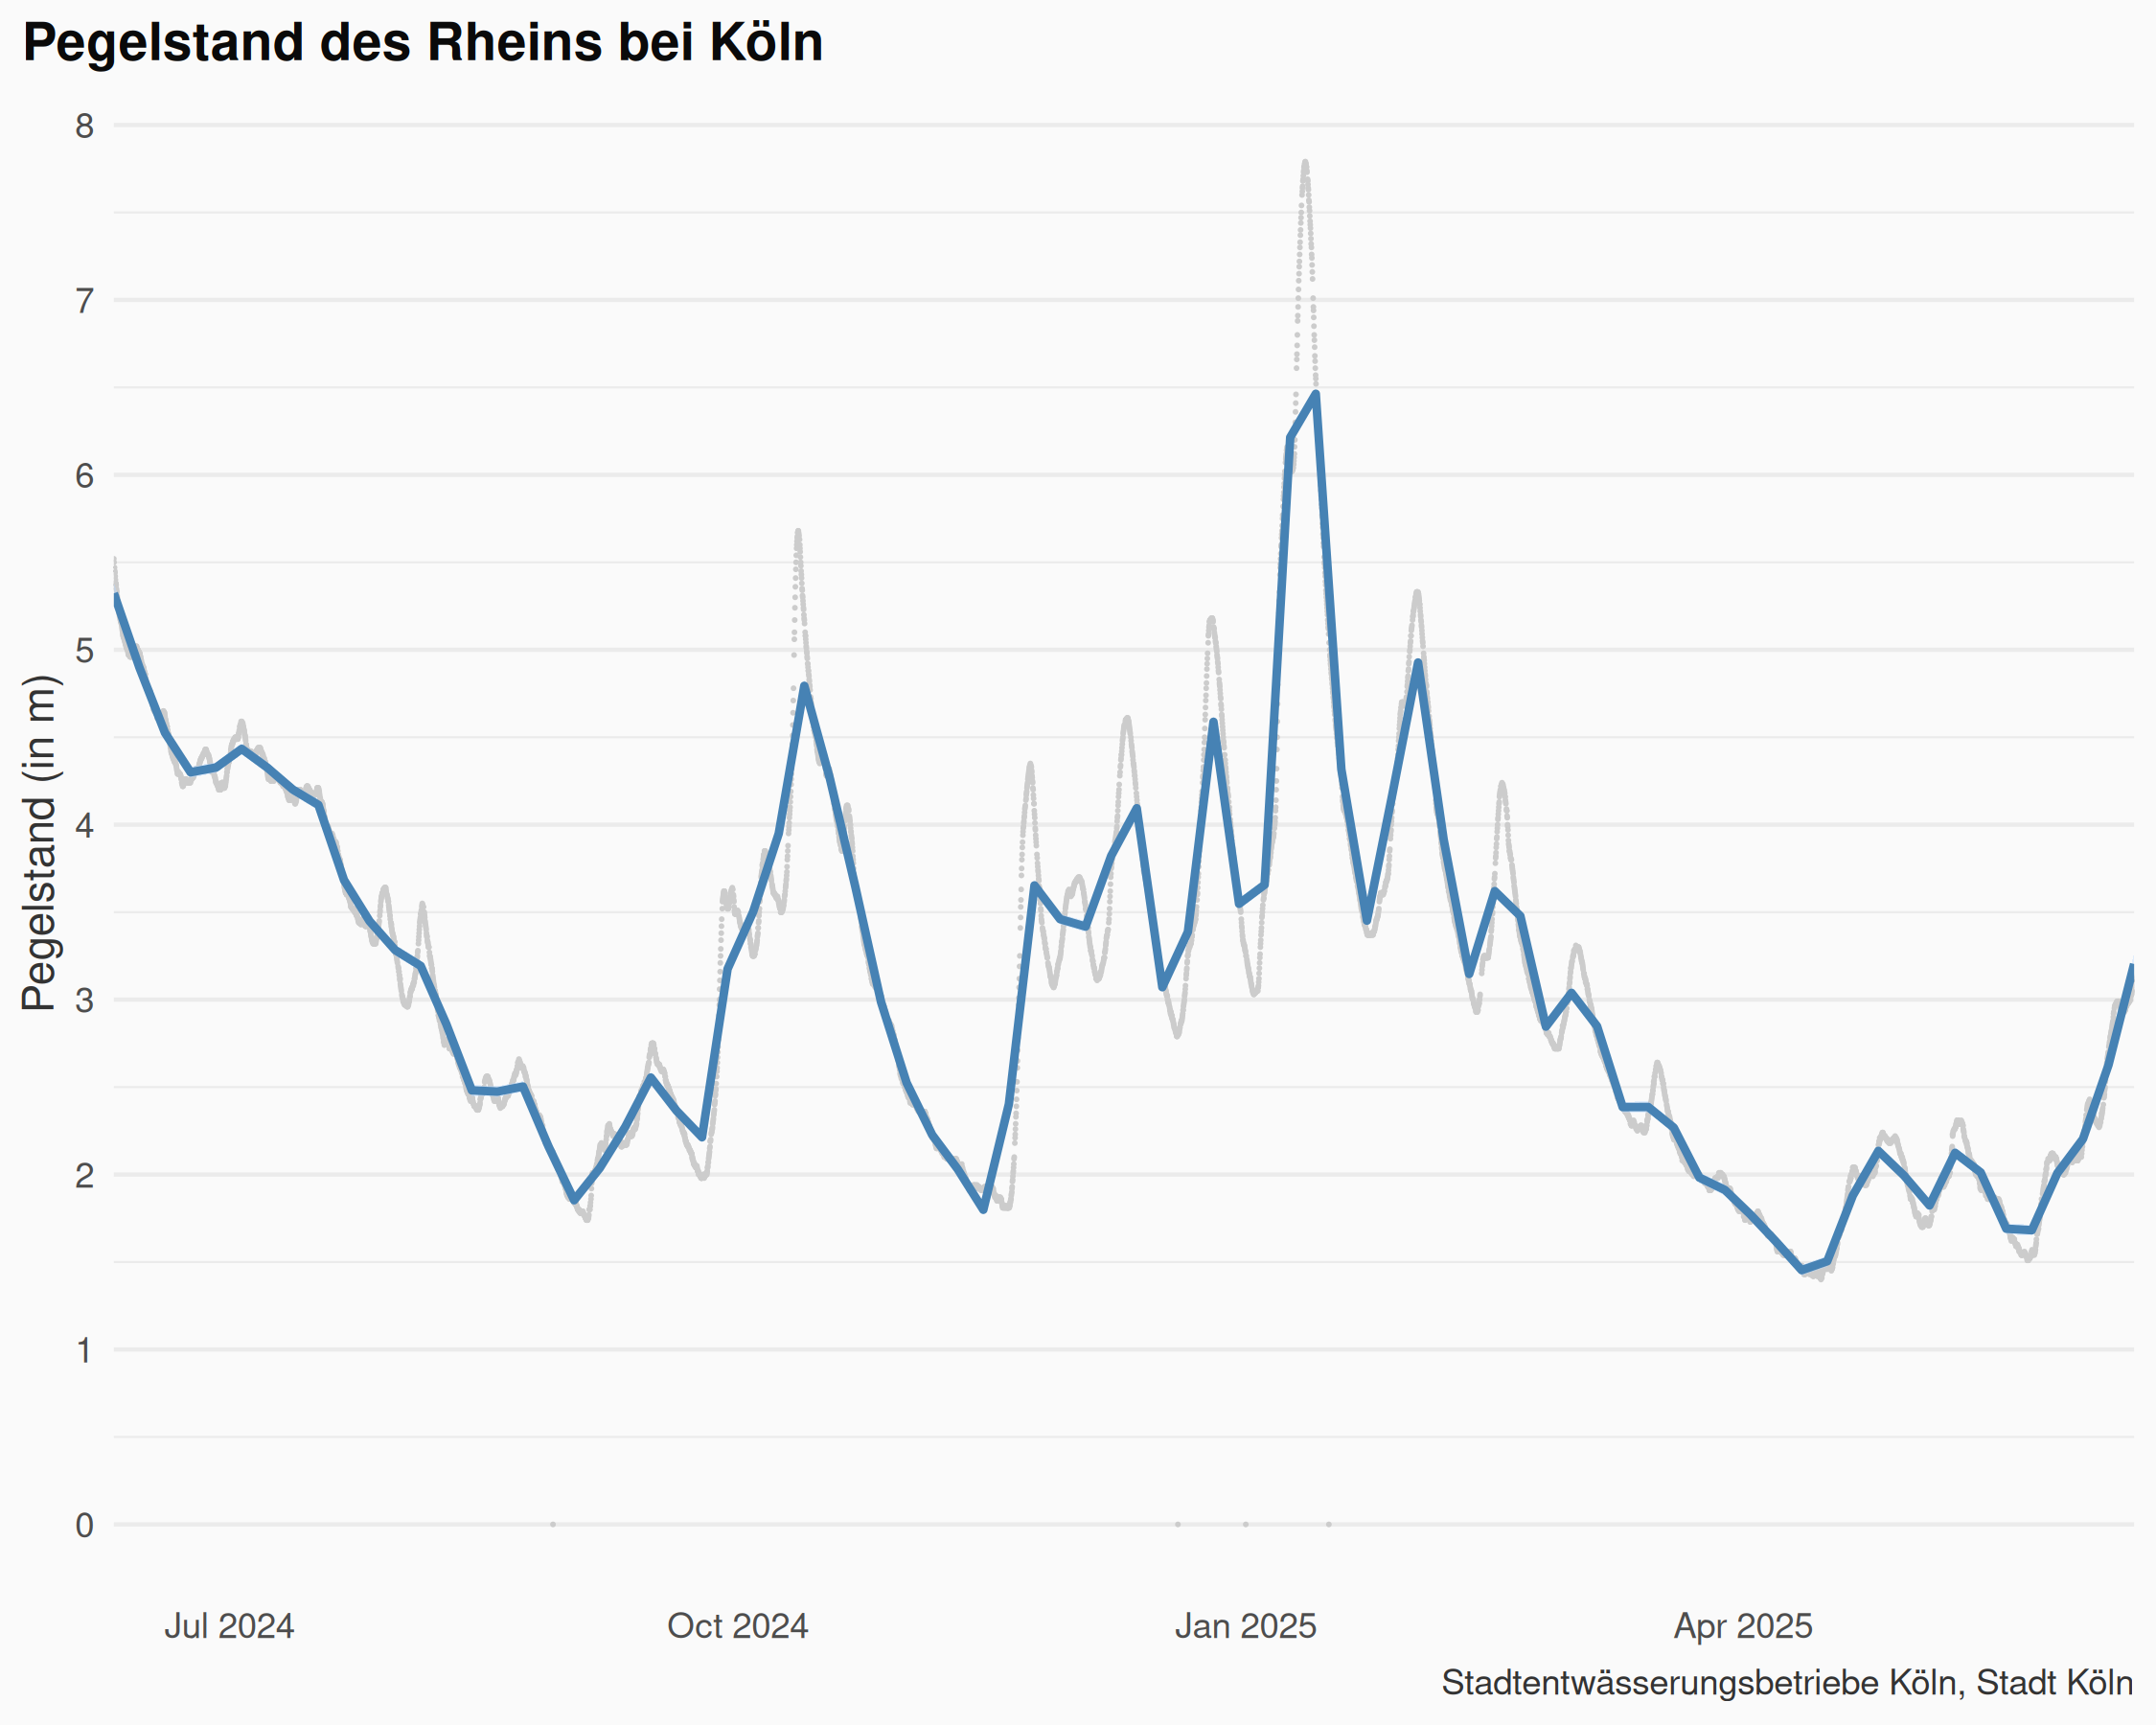 Pegelstand des Rheins bei Köln
8
7
6
5
4
3
2
1
0
Pegelstand (in m)
Jul 2024
Oct 2024
Jan 2025
Apr 2025
Stadtentwässerungsbetriebe Köln, Stadt Köln